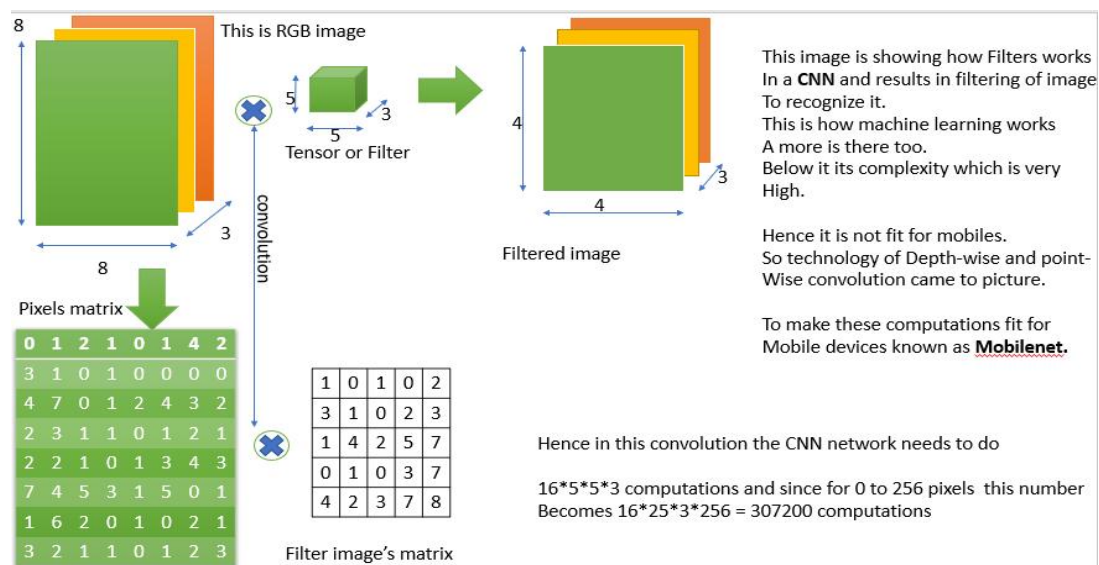 8
This is RGB image
5
5
3
Tensor or Filter
3
8
convolution
4
4
3
Filtered image
This image is showing how Filters works
In a CNN and results in filtering of image
To recognize it.
This is how machine learning works
A more is there too.
Below it its complexity which is very
High.
Hence it is not fit for mobiles.
So technology of Depth-wise and point-
Wise convolution came to picture.
To make these computations fit for
Mobile devices known as Mobilenet.
Pixels matrix
0 1 2 1 0 1 4 2
3 1 0 1 0 0 0 0
4 7 0 1 2 4 3 2
2 3 1 1 0 1 2 1
2 2 1 0 1 3 4 3
7 4 5 3 1 5 0 1
1 6 2 0 1 0 2 1
3 2 1 1 0 1 2 3
1 0 1 0 2
3 1 0 2 3
1 4 2 5 7
0 1 0 3 7
4 2 3 7 8
Filter image's matrix
Hence in this convolution the CNN network needs to do
16*5*5*3 computations and since for 0 to 256 pixels this number
Becomes 16*25*3*256 = 307200 computations